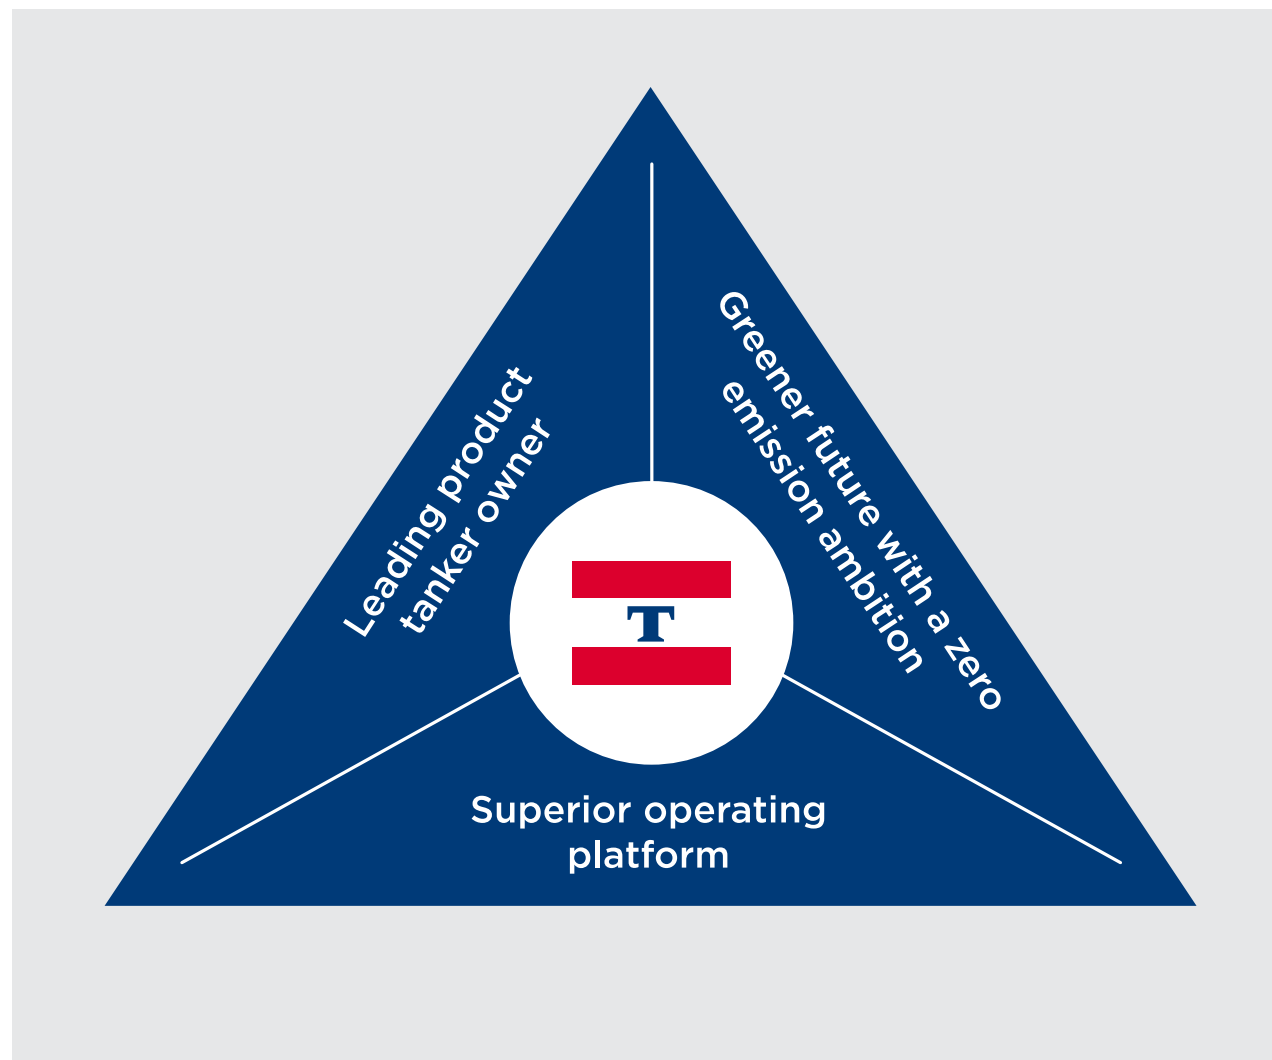 Leading product
tanker owner
Greener future with a zero
emission ambition
T
Superior operating
platform